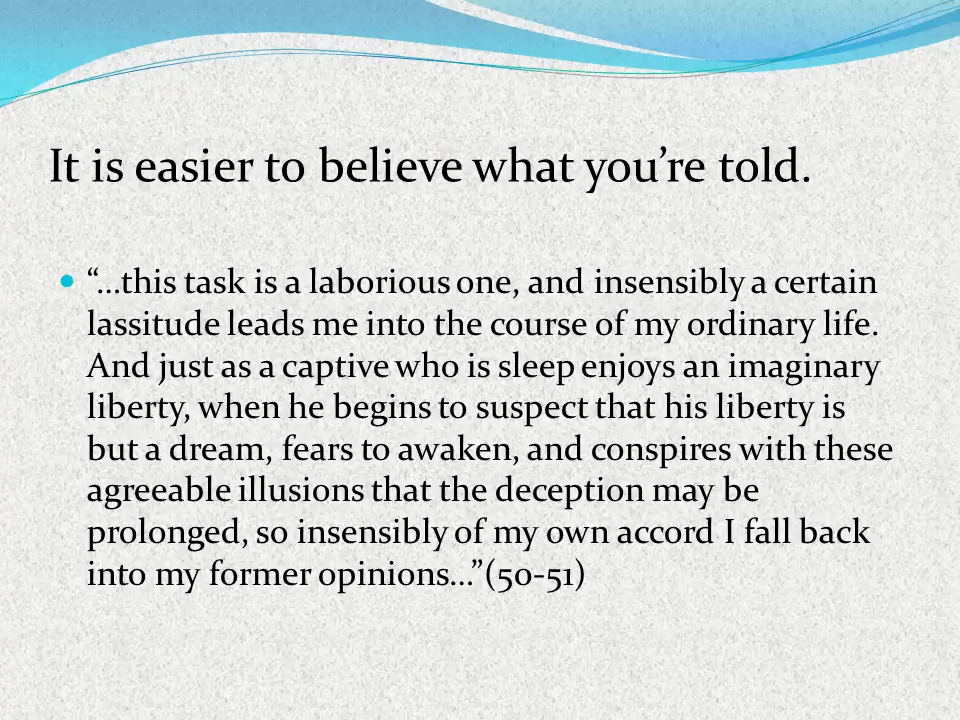 It is easier to believe what you’re told.
“…this task is a laborious one, and insensibly a certain
lassitude leads me into the course of my ordinary life.
And just as a captive who is sleep enjoys an imaginary
liberty, when he begins to suspect that his liberty is
but a dream, fears to awaken, and conspires with these
agreeable illusions that the deception may be
prolonged, so insensibly of my own accord I fall back
into my former opinions…”(50-51)